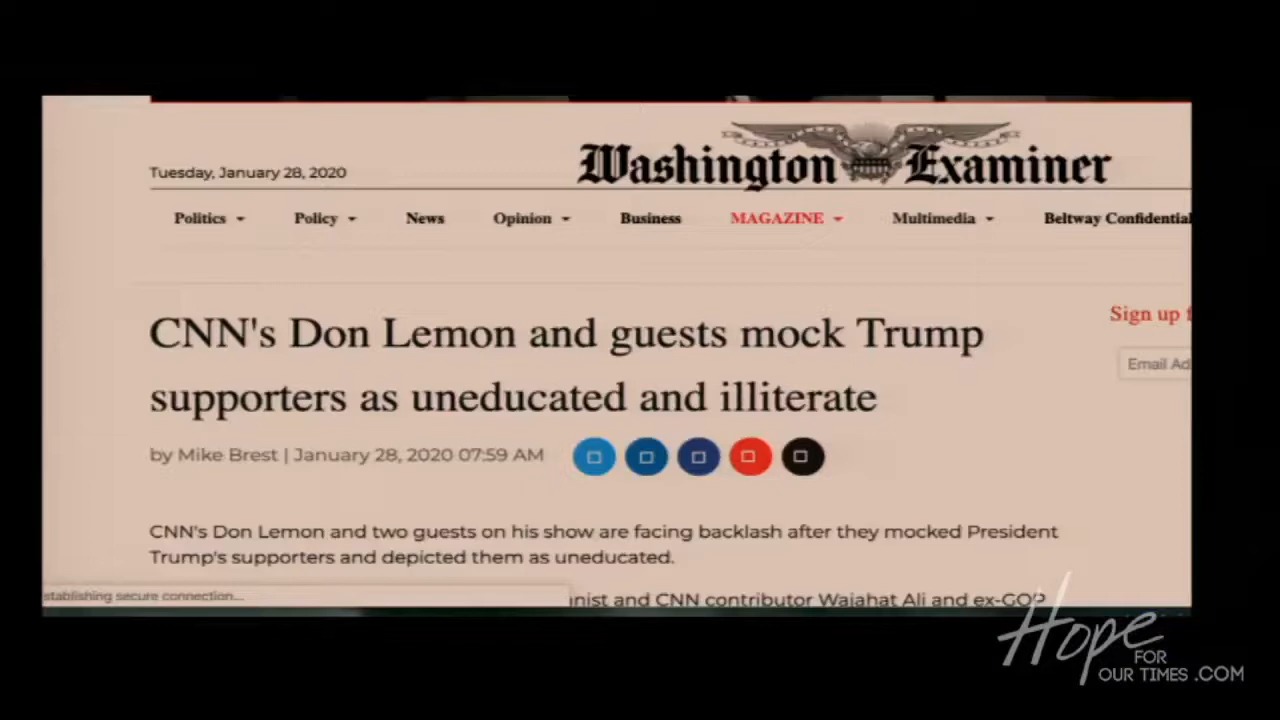 Tuesday, January 28, 2020
Washington Examiner
Politics Policy News Opinion Business MAGAZINE Multimedia Beltway Confidential
CNN's Don Lemon and guests mock Trump
supporters as uneducated and illiterate
Sign up f
Email Ad
by Mike Brest | January 28, 2020 07:59 AM
CNN's Don Lemon and two guests on his show are facing backlash after they mocked President
Trump's supporters and depicted them as uneducated.
stablishing secure connection...
nist and CNN contributor Wajahat Ali and ex-GOP
Hope
FOR
OUR TIMES .COM